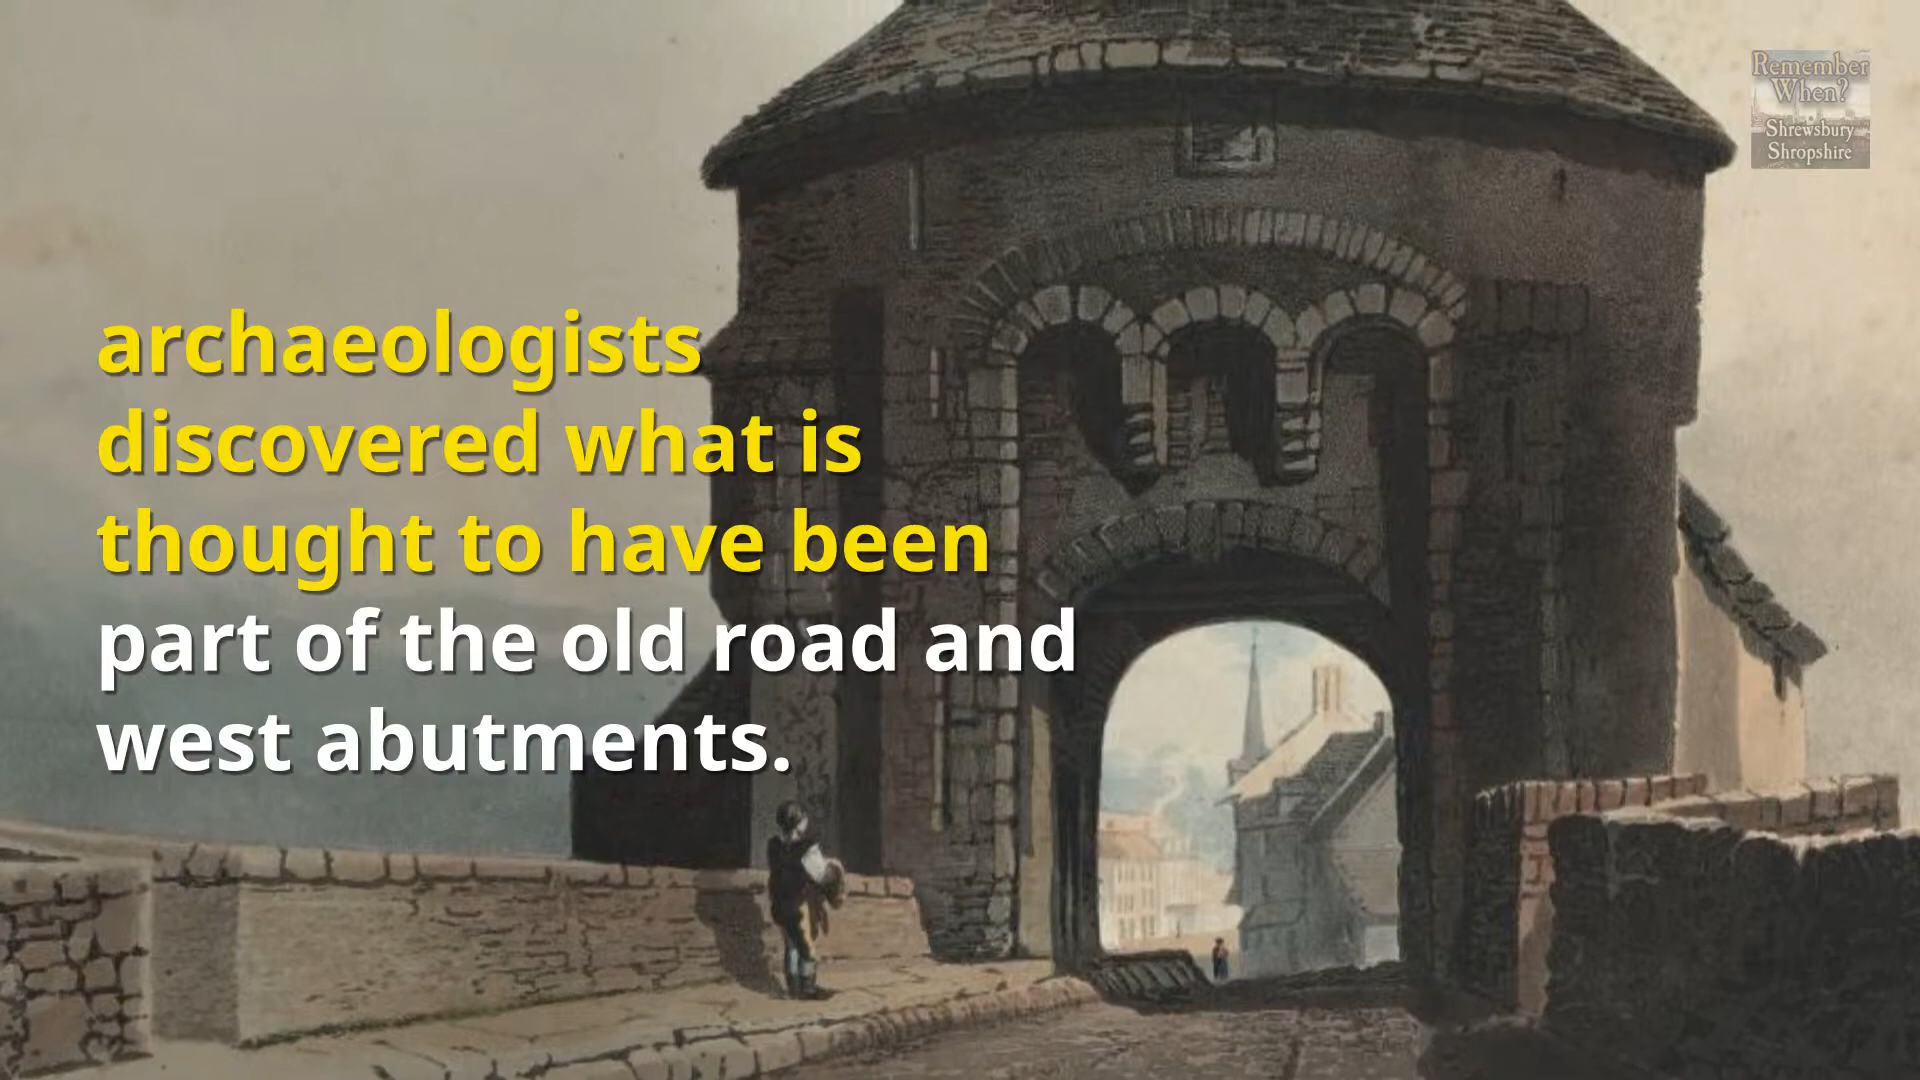 archaeologists
discovered what is
thought to have been
part of the old road and
west abutments.
Remember
When?
Shrewsbury
Shropshire